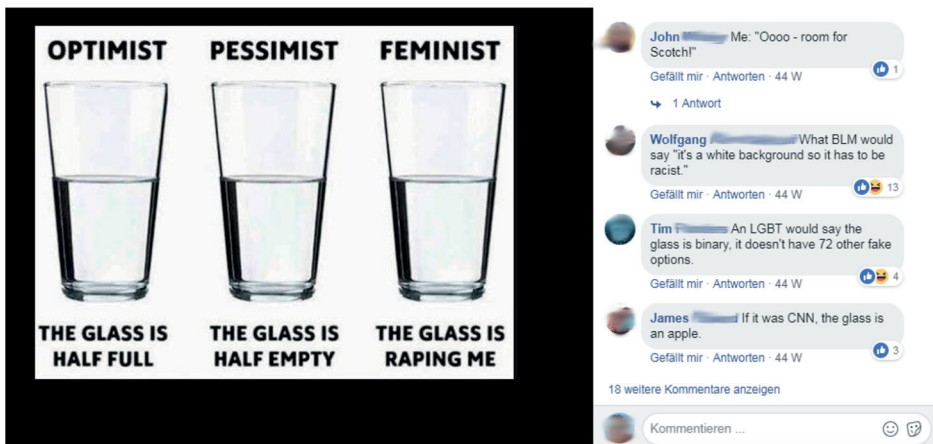 OPTIMIST
PESSIMIST
FEMINIST
THE GLASS IS
HALF FULL
THE GLASS IS
HALF EMPTY
THE GLASS IS
RAPING ME
John Me: "Oooo - room for
Scotch!"
Gefällt mir · Antworten · 44 W
1
1 Antwort
Wolfgang What BLM would
say "it's a white background so it has to be
racist."
13
Gefällt mir · Antworten · 44 W
Tim An LGBT would say the
glass is binary, it doesn't have 72 other fake
options.
4
Gefällt mir · Antworten · 44 W
James If it was CNN, the glass is
an apple.
3
Gefällt mir · Antworten · 44 W
18 weitere Kommentare anzeigen
Kommentieren ...